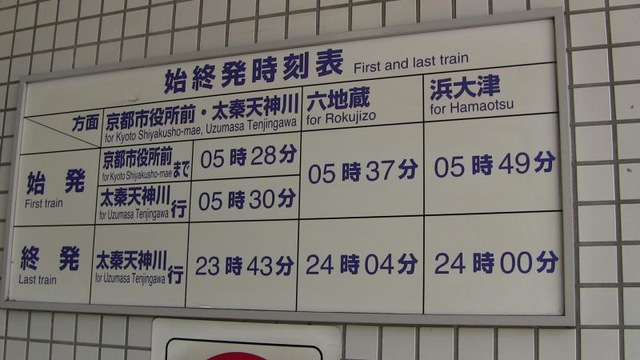 始終発時刻表 First and last train
方面 京都市役所前・太秦天神川 六地蔵 浜大津
for Kyoto Shiyakusho-mae, Uzumasa Tenjingawa for Rokujizo for Hamaotsu
始発 京都市役所前まで 05時28分 05時37分 05時49分
First train for Kyoto Shiyakusho-mae
太秦天神川行 05時30分
for Uzumasa Tenjingawa
終発 太秦天神川行 23時43分 24時04分 24時00分
Last train for Uzumasa Tenjingawa